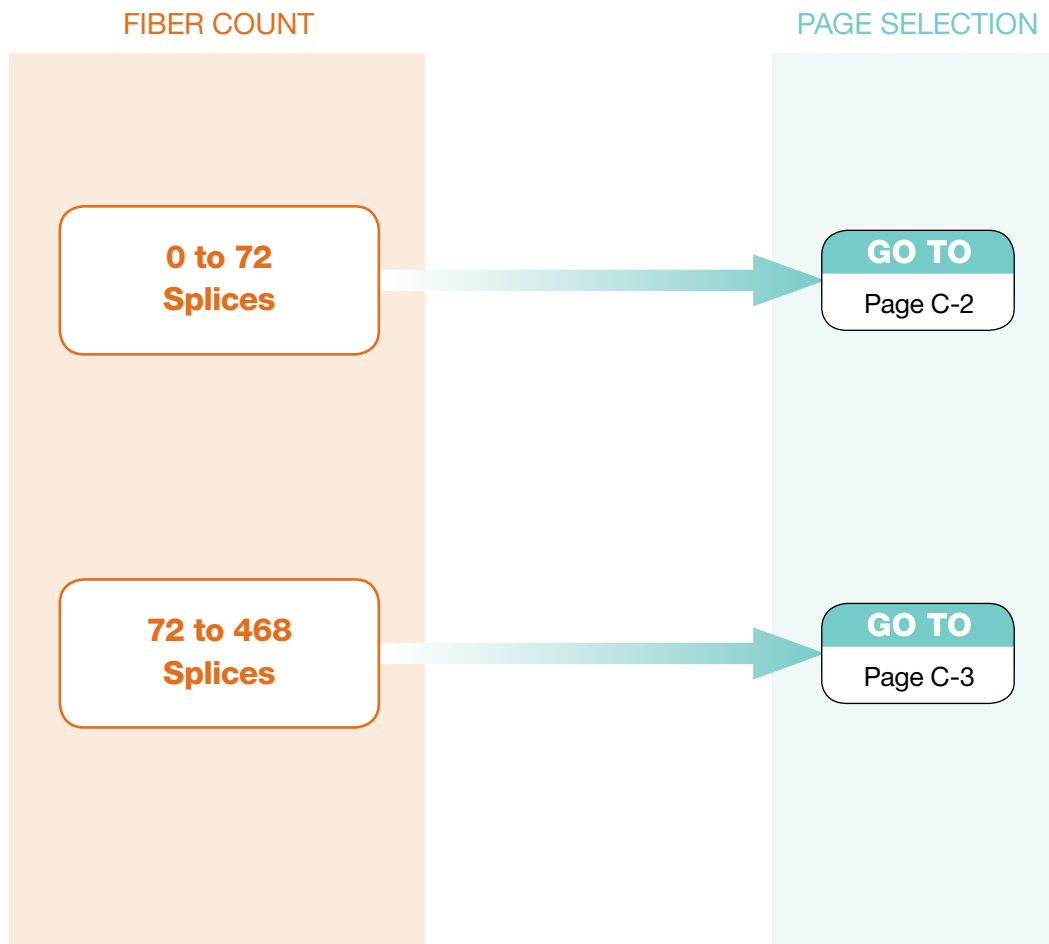 FIBER COUNT
PAGE SELECTION
0 to 72
Splices
GO TO
Page C-2
72 to 468
Splices
GO TO
Page C-3